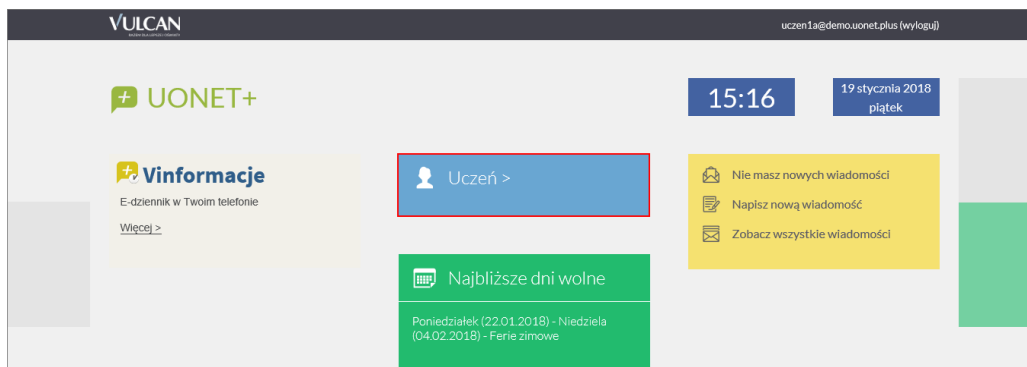 VULCAN
uczen1a@demo.uonet.plus (wyloguj)
UONET+
15:16
19 stycznia 2018
piątek
Vinformacje
E-dziennik w Twoim telefonie
Więcej >
Uczeń >
Najbliższe dni wolne
Poniedziałek (22.01.2018) - Niedziela
(04.02.2018) - Ferie zimowe
Nie masz nowych wiadomości
Napisz nową wiadomość
Zobacz wszystkie wiadomości